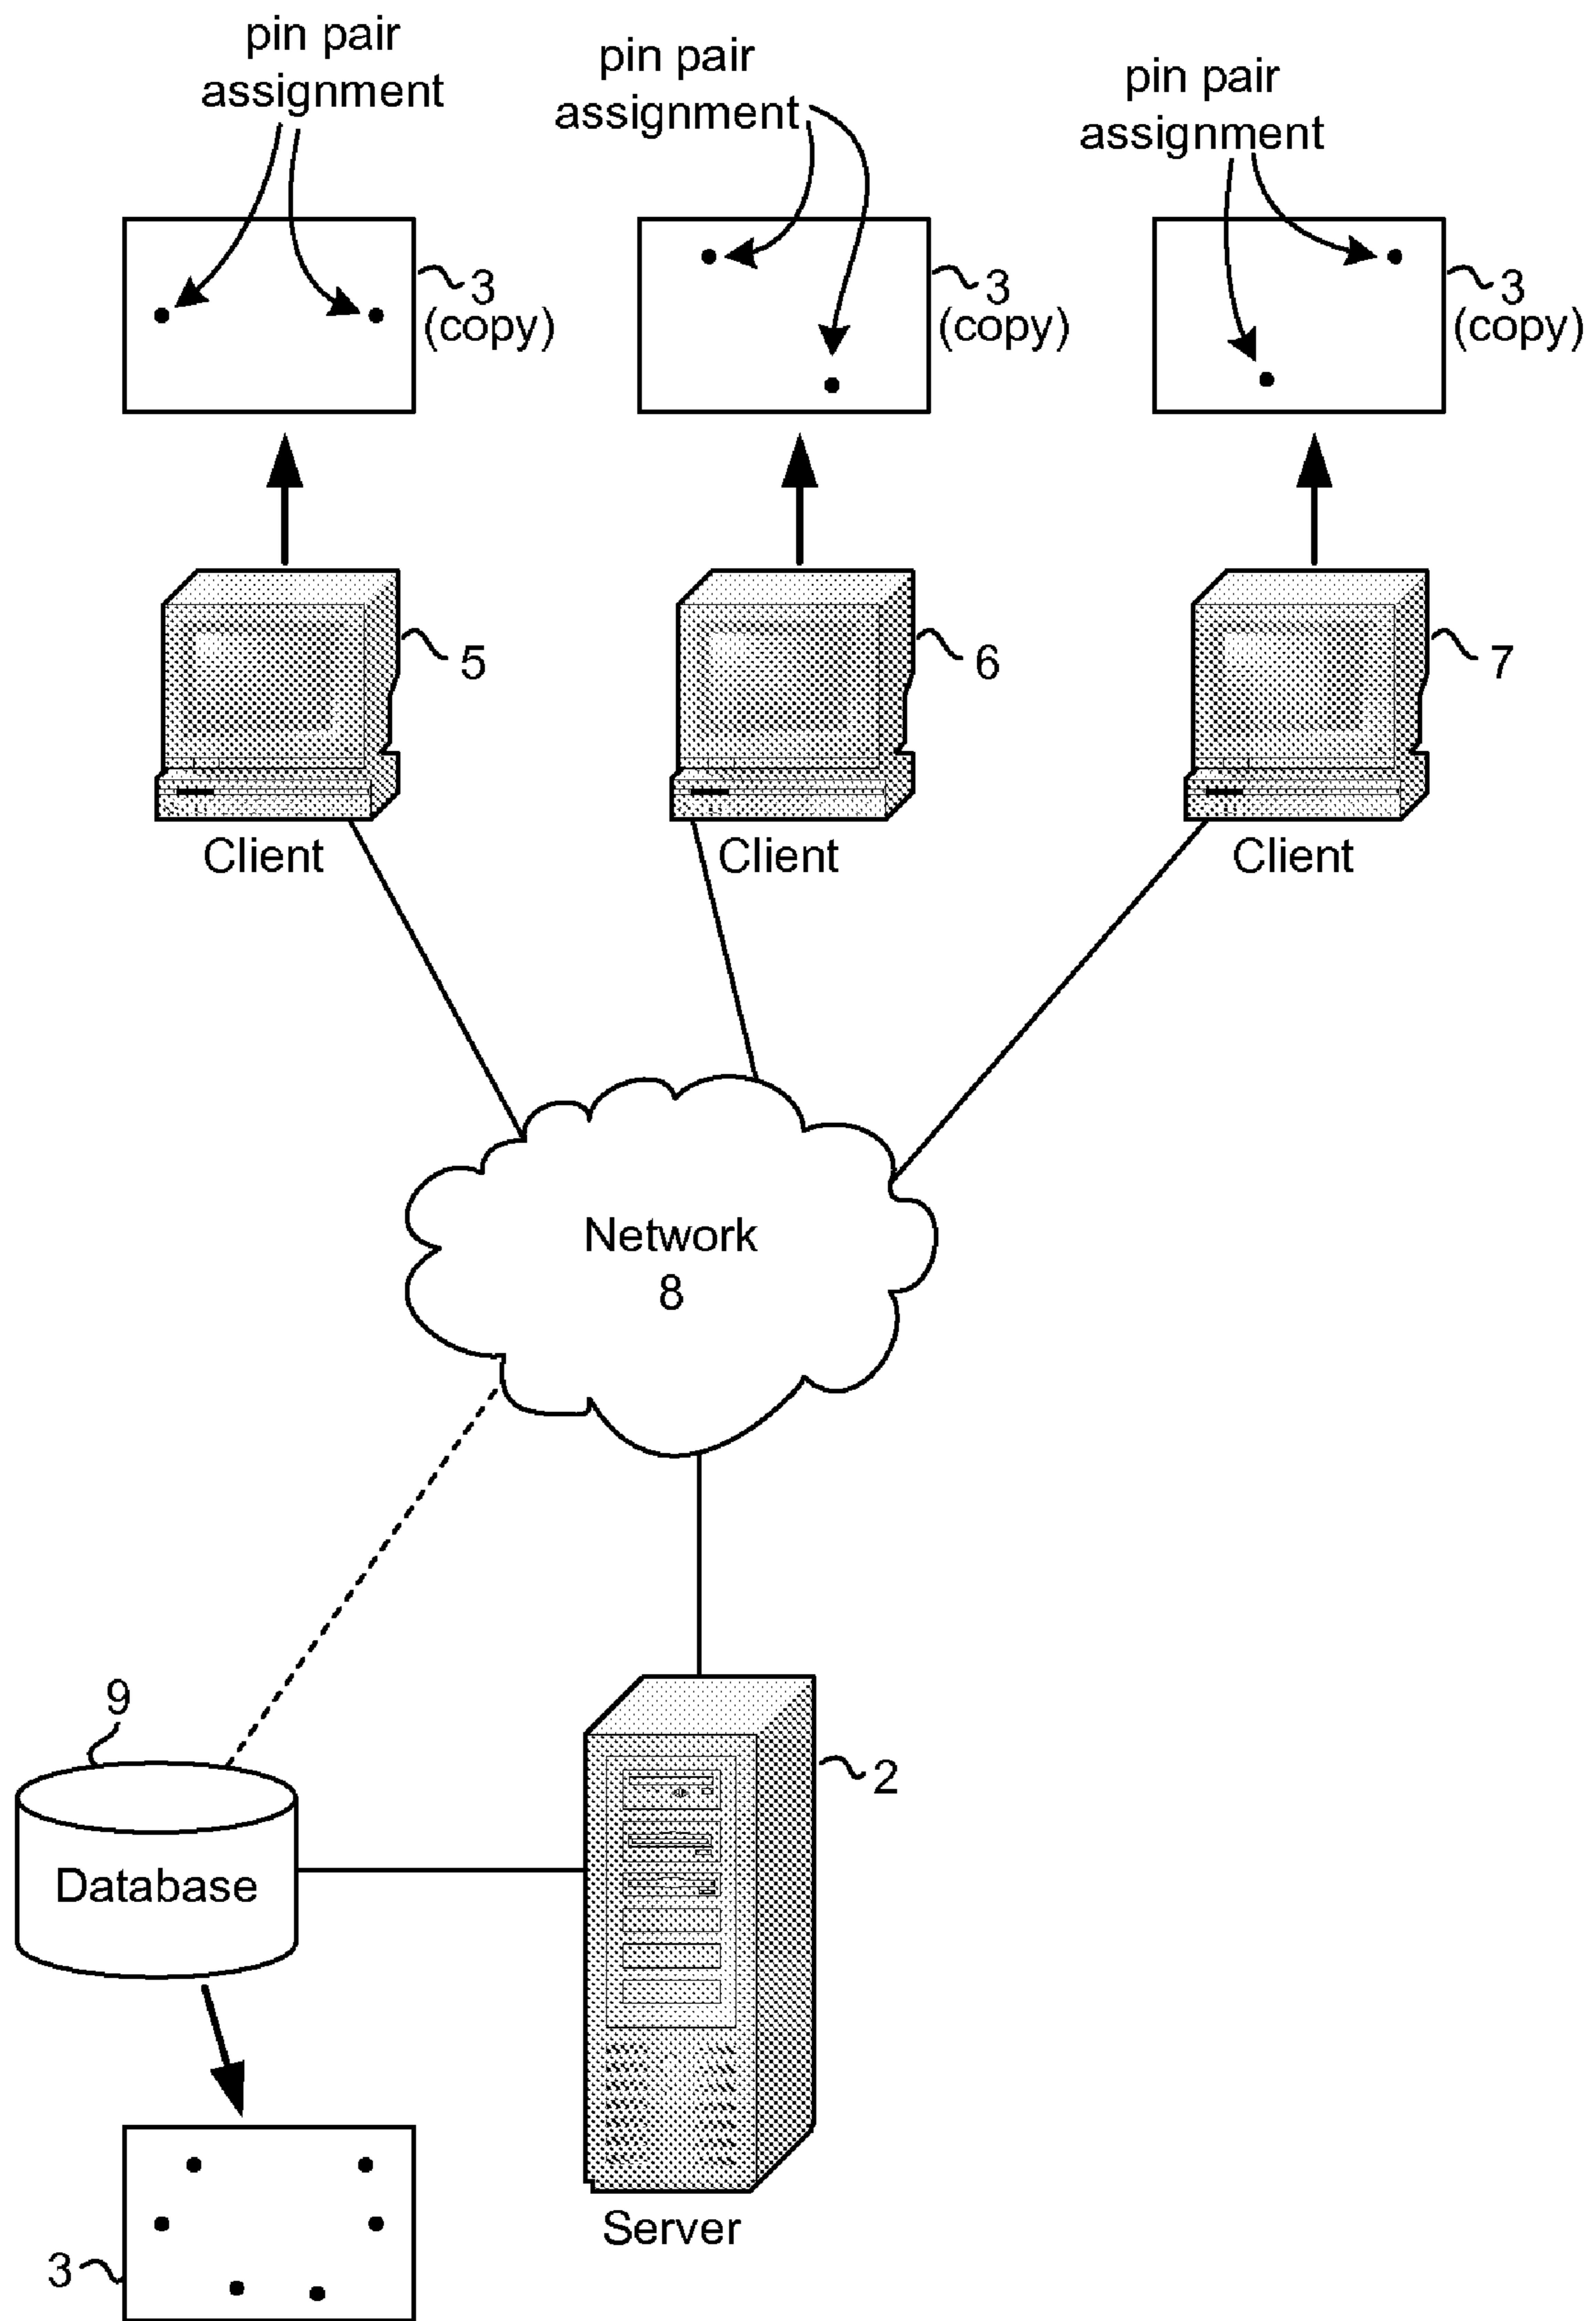 pin pair
assignment
pin pair
assignment
pin pair
assignment
3
(copy)
3
(copy)
3
(copy)
5
6
7
Client
Client
Client
Network
8
9
2
Database
Server
3